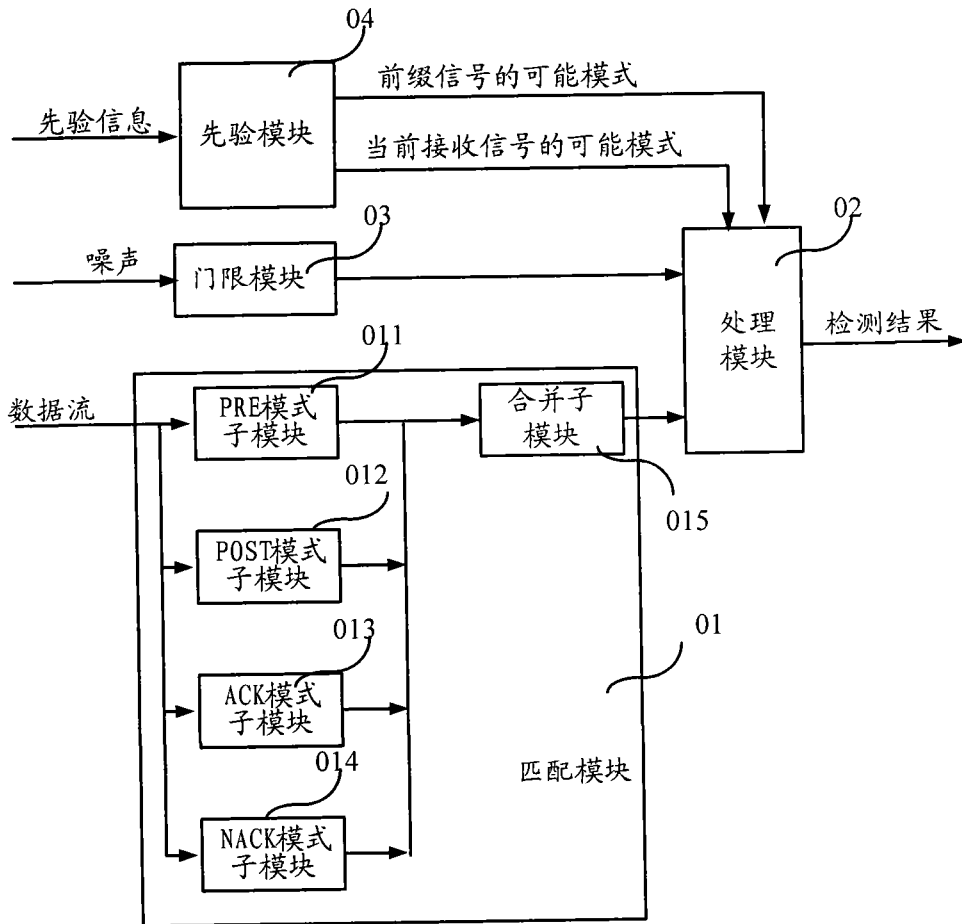 04
前缀信号的可能模式
先验信息
先验模块
当前接收信号的可能模式
03
02
噪声
门限模块
处理
模块
检测结果
011
数据流
PRE模式
子模块
合并子
模块
012
015
POST模式
子模块
013
01
ACK模式
子模块
014
匹配模块
NACK模式
子模块